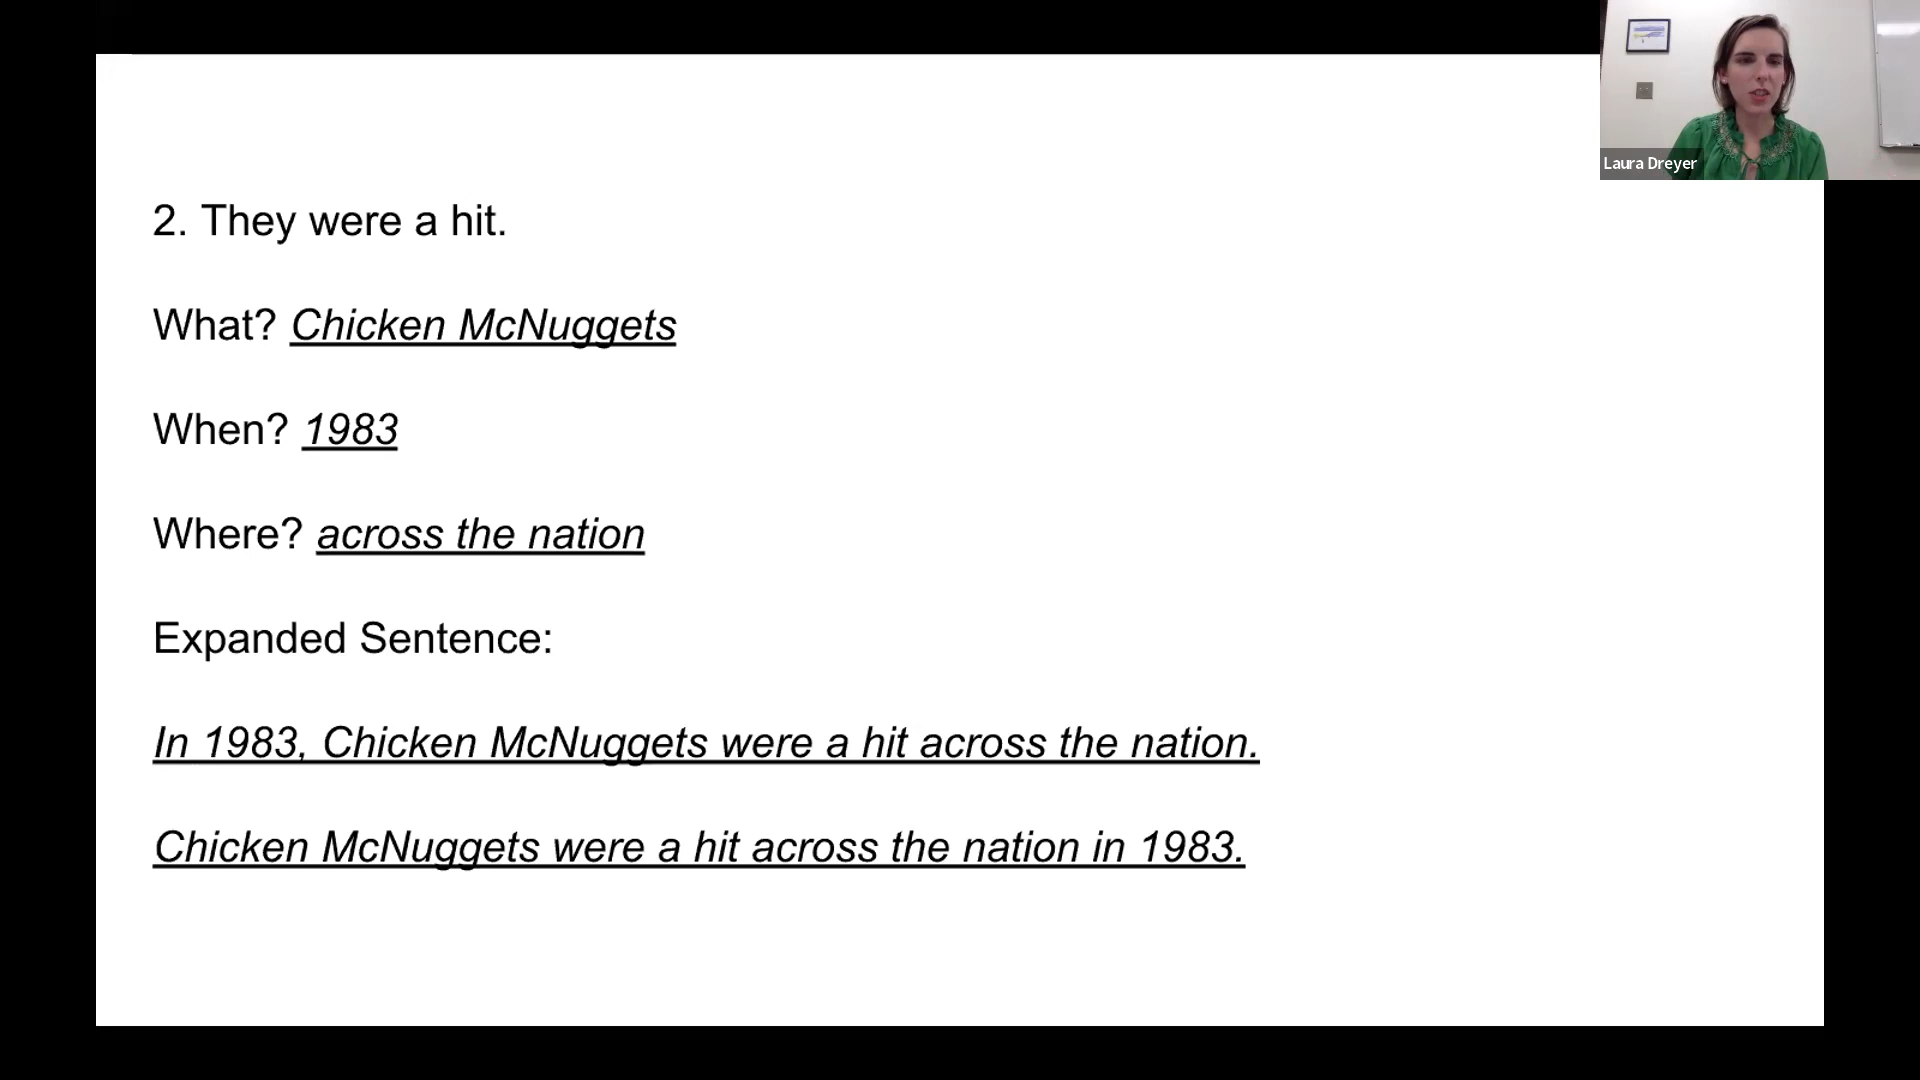 2. They were a hit.
What? Chicken McNuggets
When? 1983
Where? across the nation
Expanded Sentence:
In 1983, Chicken McNuggets were a hit across the nation.
Chicken McNuggets were a hit across the nation in 1983.
Laura Dreyer